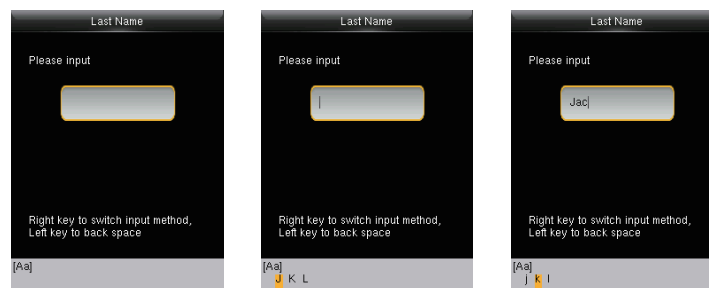 Last Name
Please input
Right key to switch input method,
Left key to back space
[Aa]
Last Name
Please input
Right key to switch input method,
Left key to back space
[Aa]
J K L
Last Name
Please input
Jac
Right key to switch input method,
Left key to back space
[Aa]
j k l